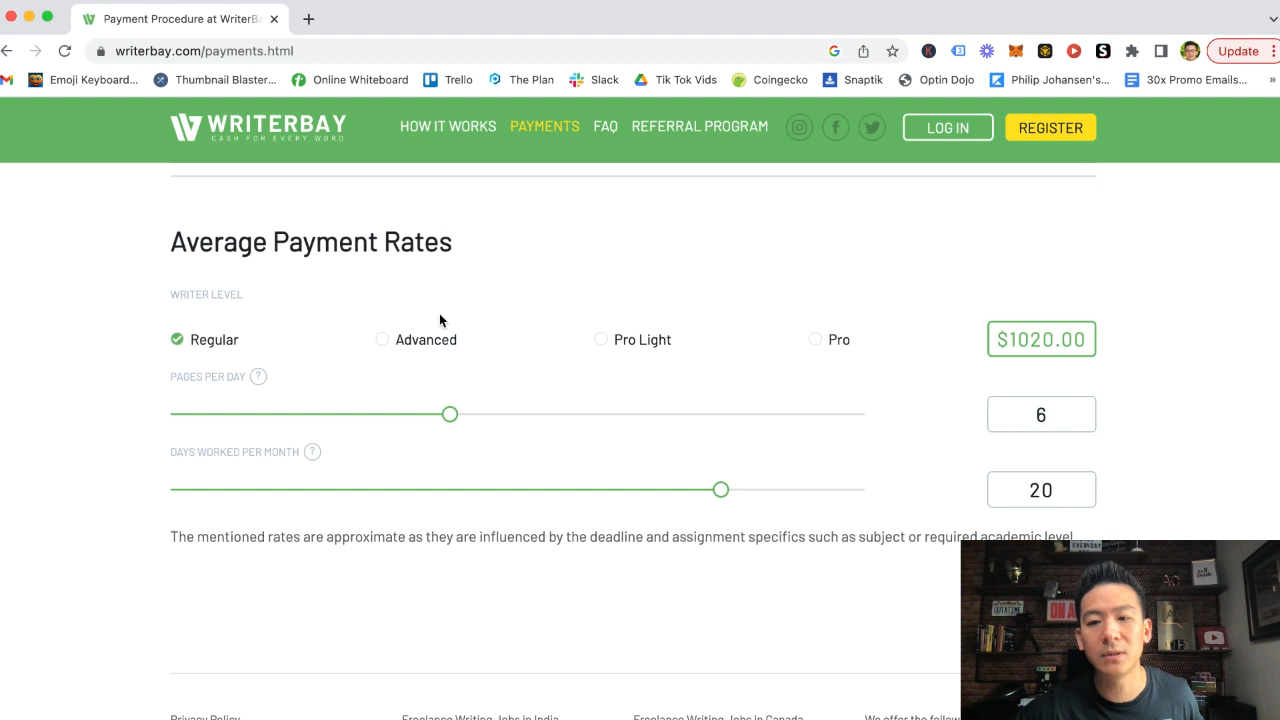 Payment Procedure at WriterB
writerbay.com/payments.html
Update
Emoji Keyboard... Thumbnail Blaster... Online Whiteboard Trello The Plan Slack Tik Tok Vids Coingecko Snaptik Optin Dojo Philip Johansen's... 30x Promo Emails... »
WRITERBAY
CASH FOR EVERY WORD
HOW IT WORKS PAYMENTS FAQ REFERRAL PROGRAM LOG IN REGISTER
Average Payment Rates
WRITER LEVEL
Regular Advanced Pro Light Pro $1020.00
PAGES PER DAY ?
6
DAYS WORKED PER MONTH ?
20
The mentioned rates are approximate as they are influenced by the deadline and assignment specifics such as subject or required academic level
EVERYDAY
OUTATIME
ON A
Privacy Policy Freelance Writing Jobs in India Freelance Writing Jobs in Canada We offer the follow